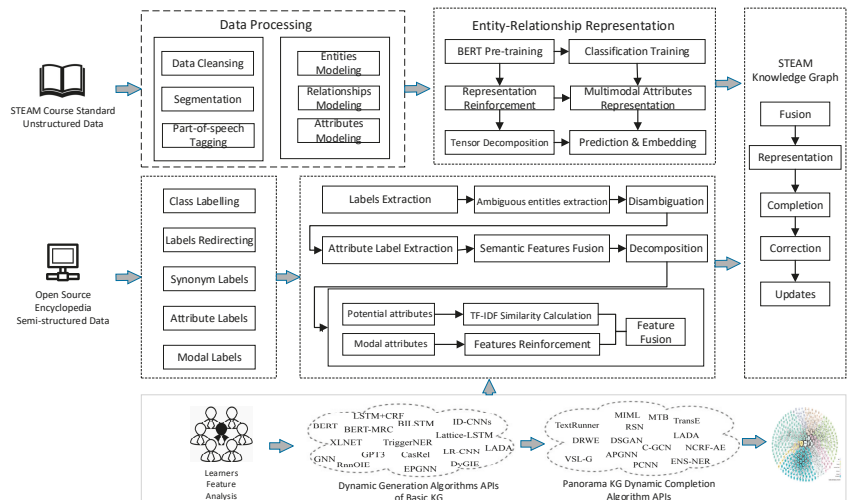 Data Processing
Data Cleansing
Segmentation
Part-of-speech
Tagging
Entities
Modeling
Relationships
Modeling
Attributes
Modeling
Entity-Relationship Representation
BERT Pre-training
Classification Training
Representation
Reinforcement
Multimodal Attributes
Representation
Tensor Decomposition
Prediction & Embedding
STEAM
Knowledge Graph
Fusion
Representation
Completion
Correction
Updates
STEAM Course Standard
Unstructured Data
Open Source
Encyclopedia
Semi-structured Data
Class Labelling
Labels Redirecting
Synonym Labels
Attribute Labels
Modal Labels
Labels Extraction
Ambiguous entitles extraction
Disambiguation
Attribute Label Extraction
Semantic Features Fusion
Decomposition
Potential attributes
TF-IDF Similarity Calculation
Modal attributes
Features Reinforcement
Feature
Fusion
Learners
Feature
Analysis
LSTM+CRF
BERT
BERT-MRC
BILSTM
ID-CNNs
XLNET
TriggerNER
Lattice-LSTM
GNN
GPT3
CasRel
LR-CNN
LADA
RnnOIE
EPGNN
DyGIE
Dynamic Generation Algorithms APIs
of Basic KG
TextRunner
MIML
MTB
TransE
RSN
DRWE
DSGAN
LADA
C-GCN
NCRF-AE
VSL-G
APGNN
PCNN
ENS-NER
Panorama KG Dynamic Completion
Algorithm APIs